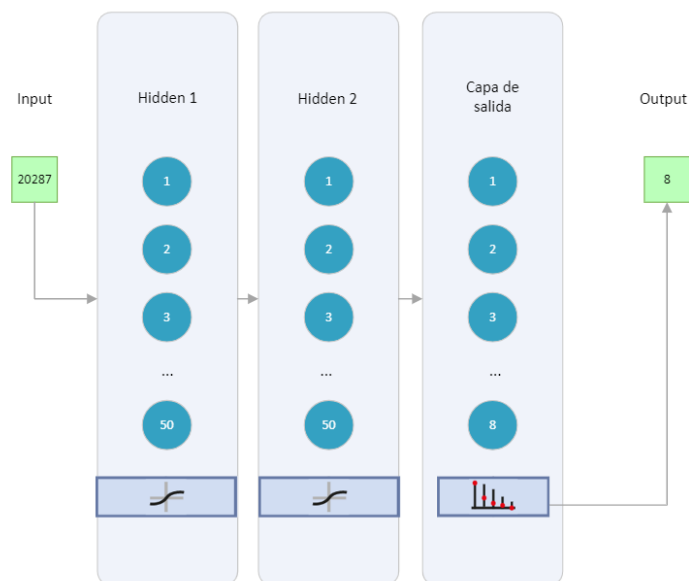 Input
Hidden 1
Hidden 2
Capa de
salida
Output
20287
1
1
1
8
2
2
2
3
3
3
...
...
...
50
50
8